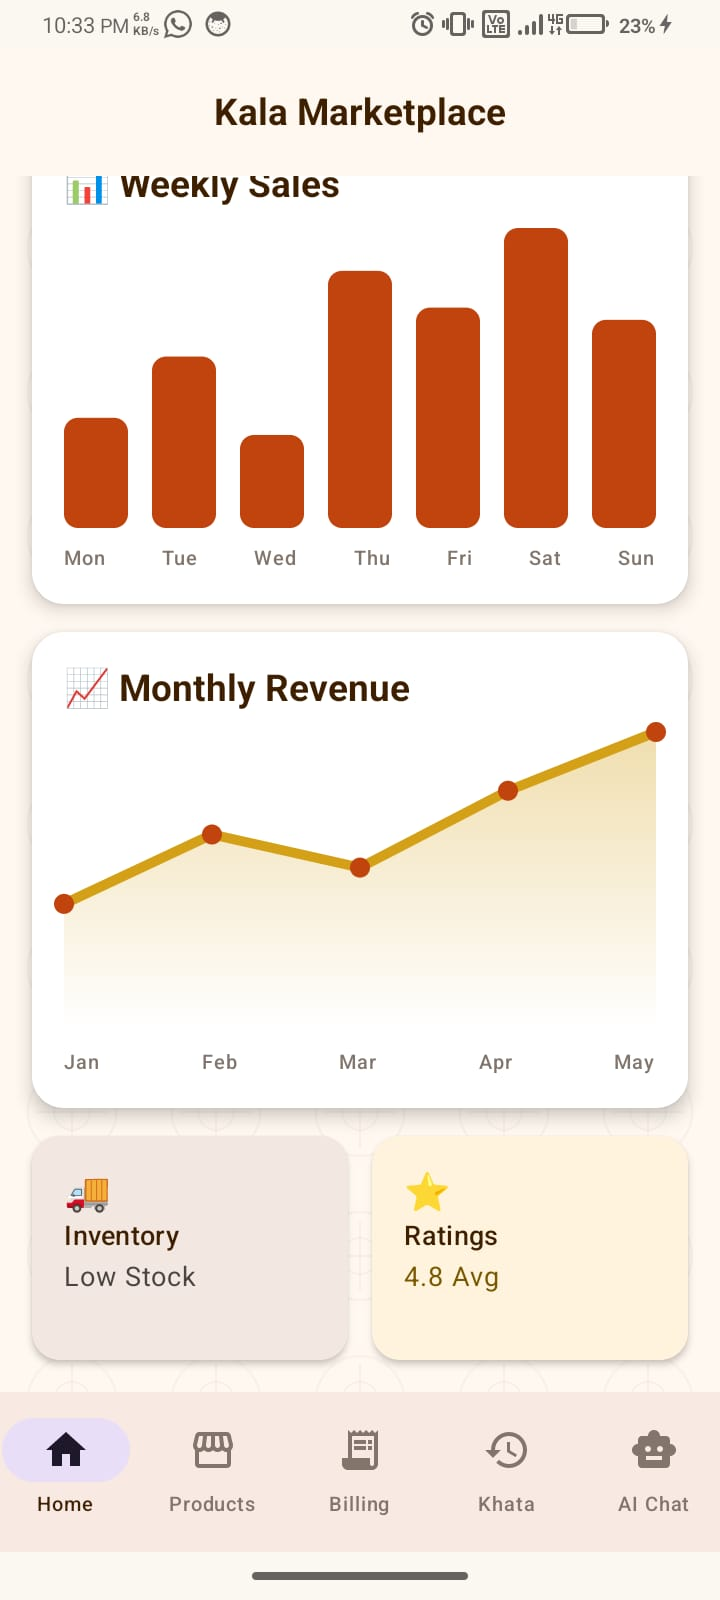 10:33 PM 6.8 KB/s VoLTE 4G 23%
Kala Marketplace
Weekly Sales
Mon Tue Wed Thu Fri Sat Sun
Monthly Revenue
Jan Feb Mar Apr May
Inventory
Low Stock
Ratings
4.8 Avg
Home Products Billing Khata AI Chat